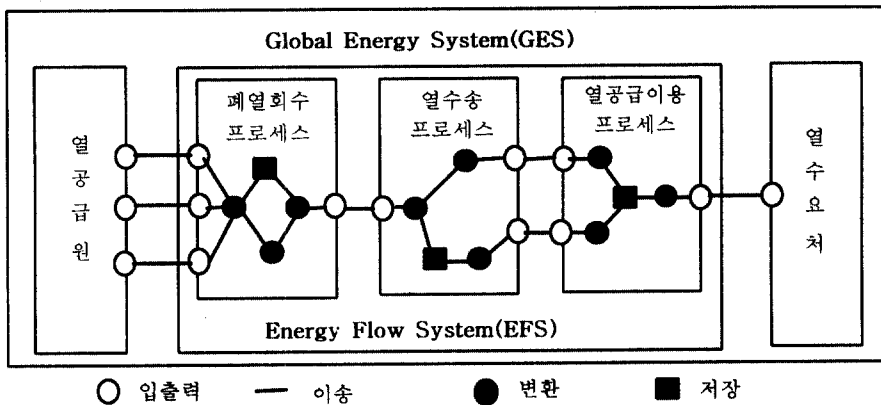 Global Energy System(GES)
열공급원
폐열회수
프로세스
열수송
프로세스
열공급이용
프로세스
열수요처
Energy Flow System(EFS)
입출력
이송
변환
저장